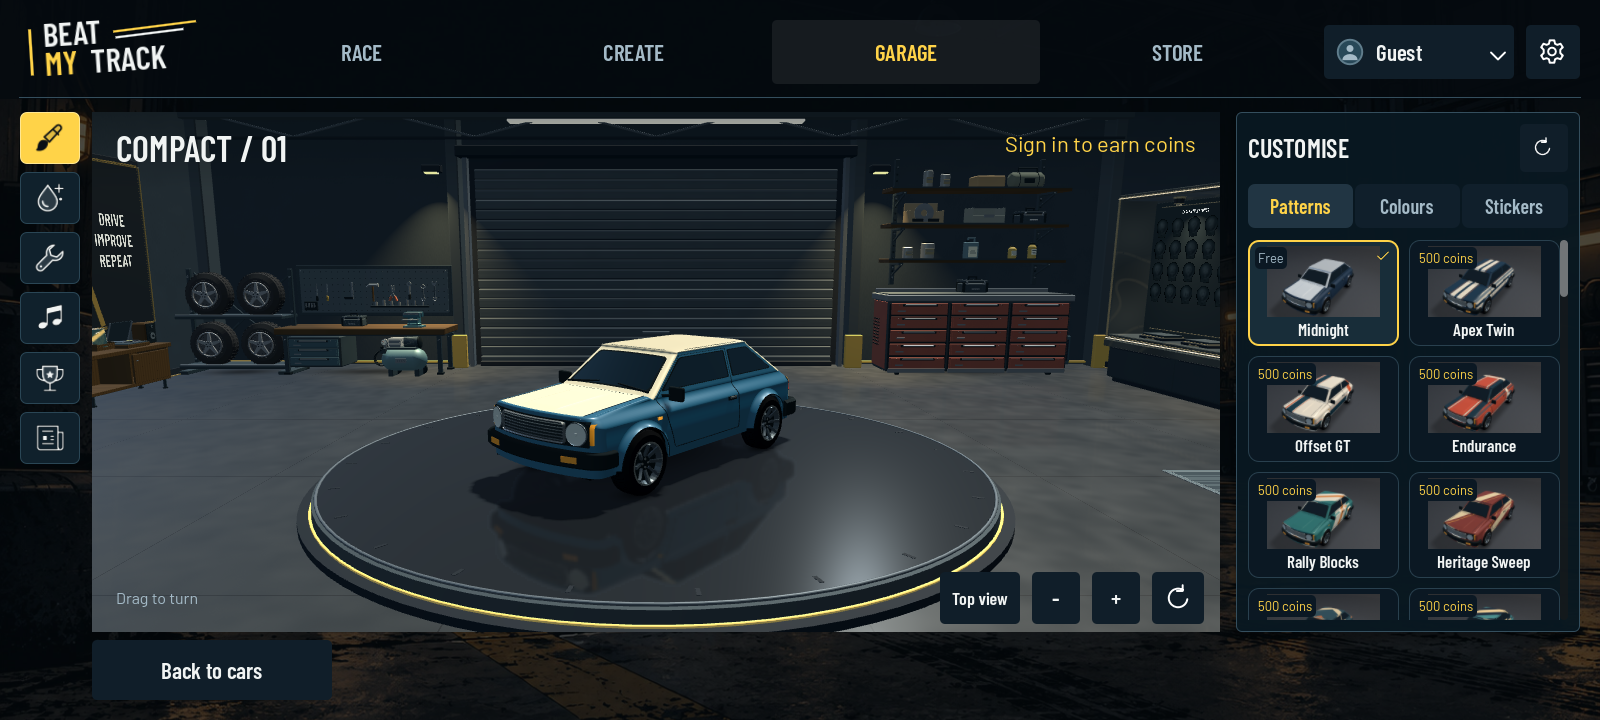 BEAT
MY TRACK
RACE
CREATE
GARAGE
STORE
Guest
COMPACT / 01
Sign in to earn coins
DRIVE
IMPROVE
REPEAT
Drag to turn
Top view
-
+
Back to cars
CUSTOMISE
Patterns
Colours
Stickers
Free
Midnight
500 coins
Apex Twin
500 coins
Offset GT
500 coins
Endurance
500 coins
Rally Blocks
500 coins
Heritage Sweep
500 coins
500 coins